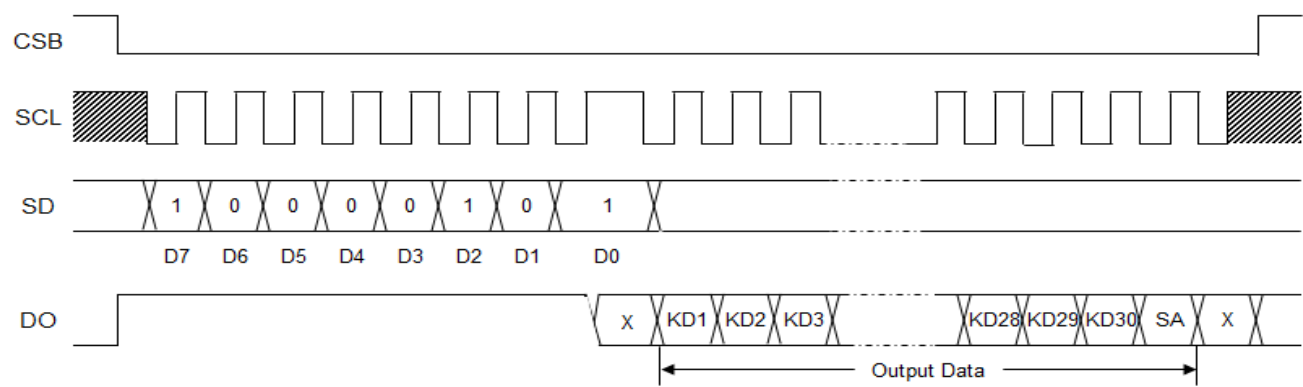 CSB
SCL
SD 1 0 0 0 0 1 0 1
D7 D6 D5 D4 D3 D2 D1 D0
DO X KD1 KD2 KD3 KD28 KD29 KD30 SA X
Output Data